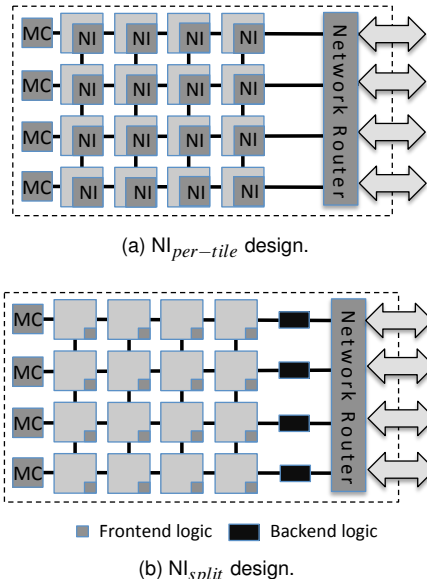 MC NI NI NI NI
MC NI NI NI NI
MC NI NI NI NI
MC NI NI NI NI
Network Router
(a) NIper−tile design.
MC
MC
MC
MC
Network Router
Frontend logic Backend logic
(b) NIsplit design.